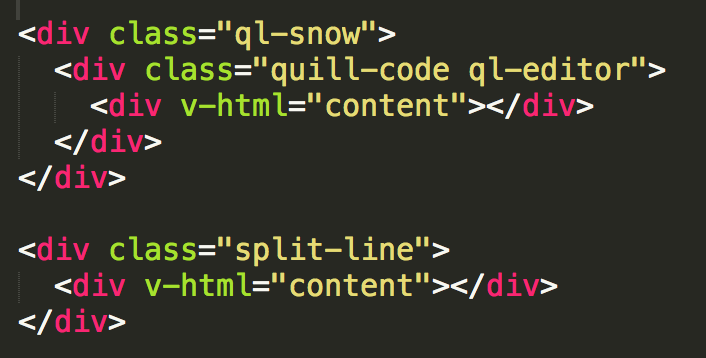 <div class="ql-snow">
<div class="quill-code ql-editor">
<div v-html="content"></div>
</div>
</div>
<div class="split-line">
<div v-html="content"></div>
</div>